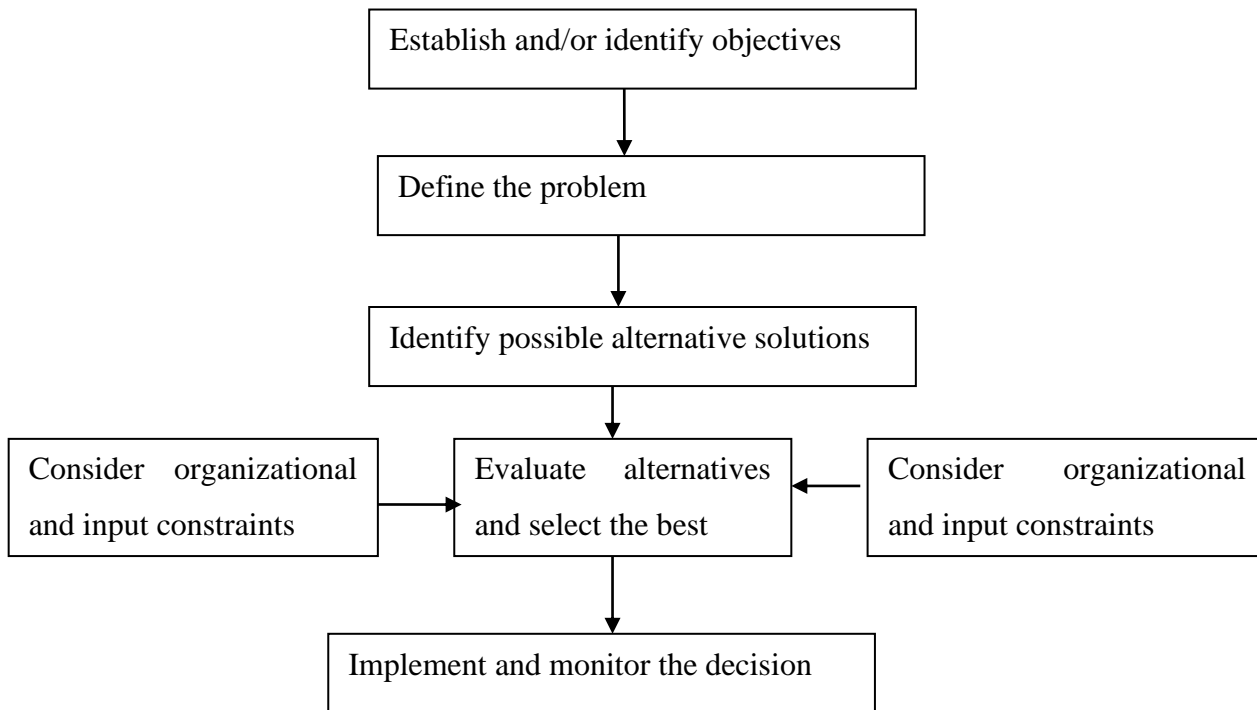 Establish and/or identify objectives
Define the problem
Identify possible alternative solutions
Consider organizational
and input constraints
Evaluate alternatives
and select the best
Consider organizational
and input constraints
Implement and monitor the decision